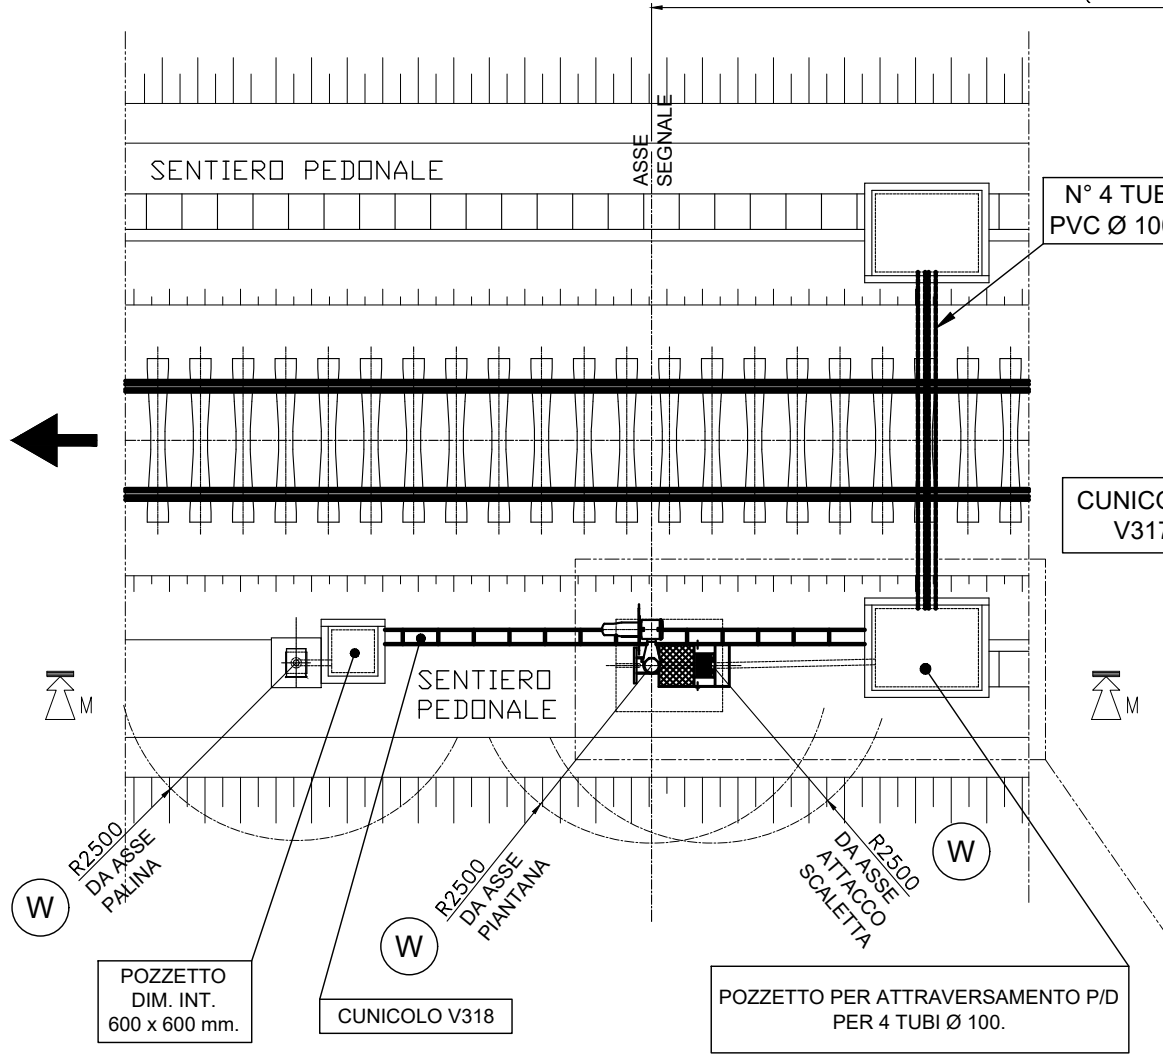 (
SENTIERO PEDONALE
ASSE
SEGNALE
N° 4 TUB
PVC Ø 100
CUNICO
V317
SENTIERO
PEDONALE
M
M
R2500
DA ASSE
PALINA
W
R2500
DA ASSE
PIANTANA
W
R2500
DA ASSE
ATTACCO
SCALETTA
W
POZZETTO
DIM. INT.
600 x 600 mm.
CUNICOLO V318
POZZETTO PER ATTRAVERSAMENTO P/D
PER 4 TUBI Ø 100.